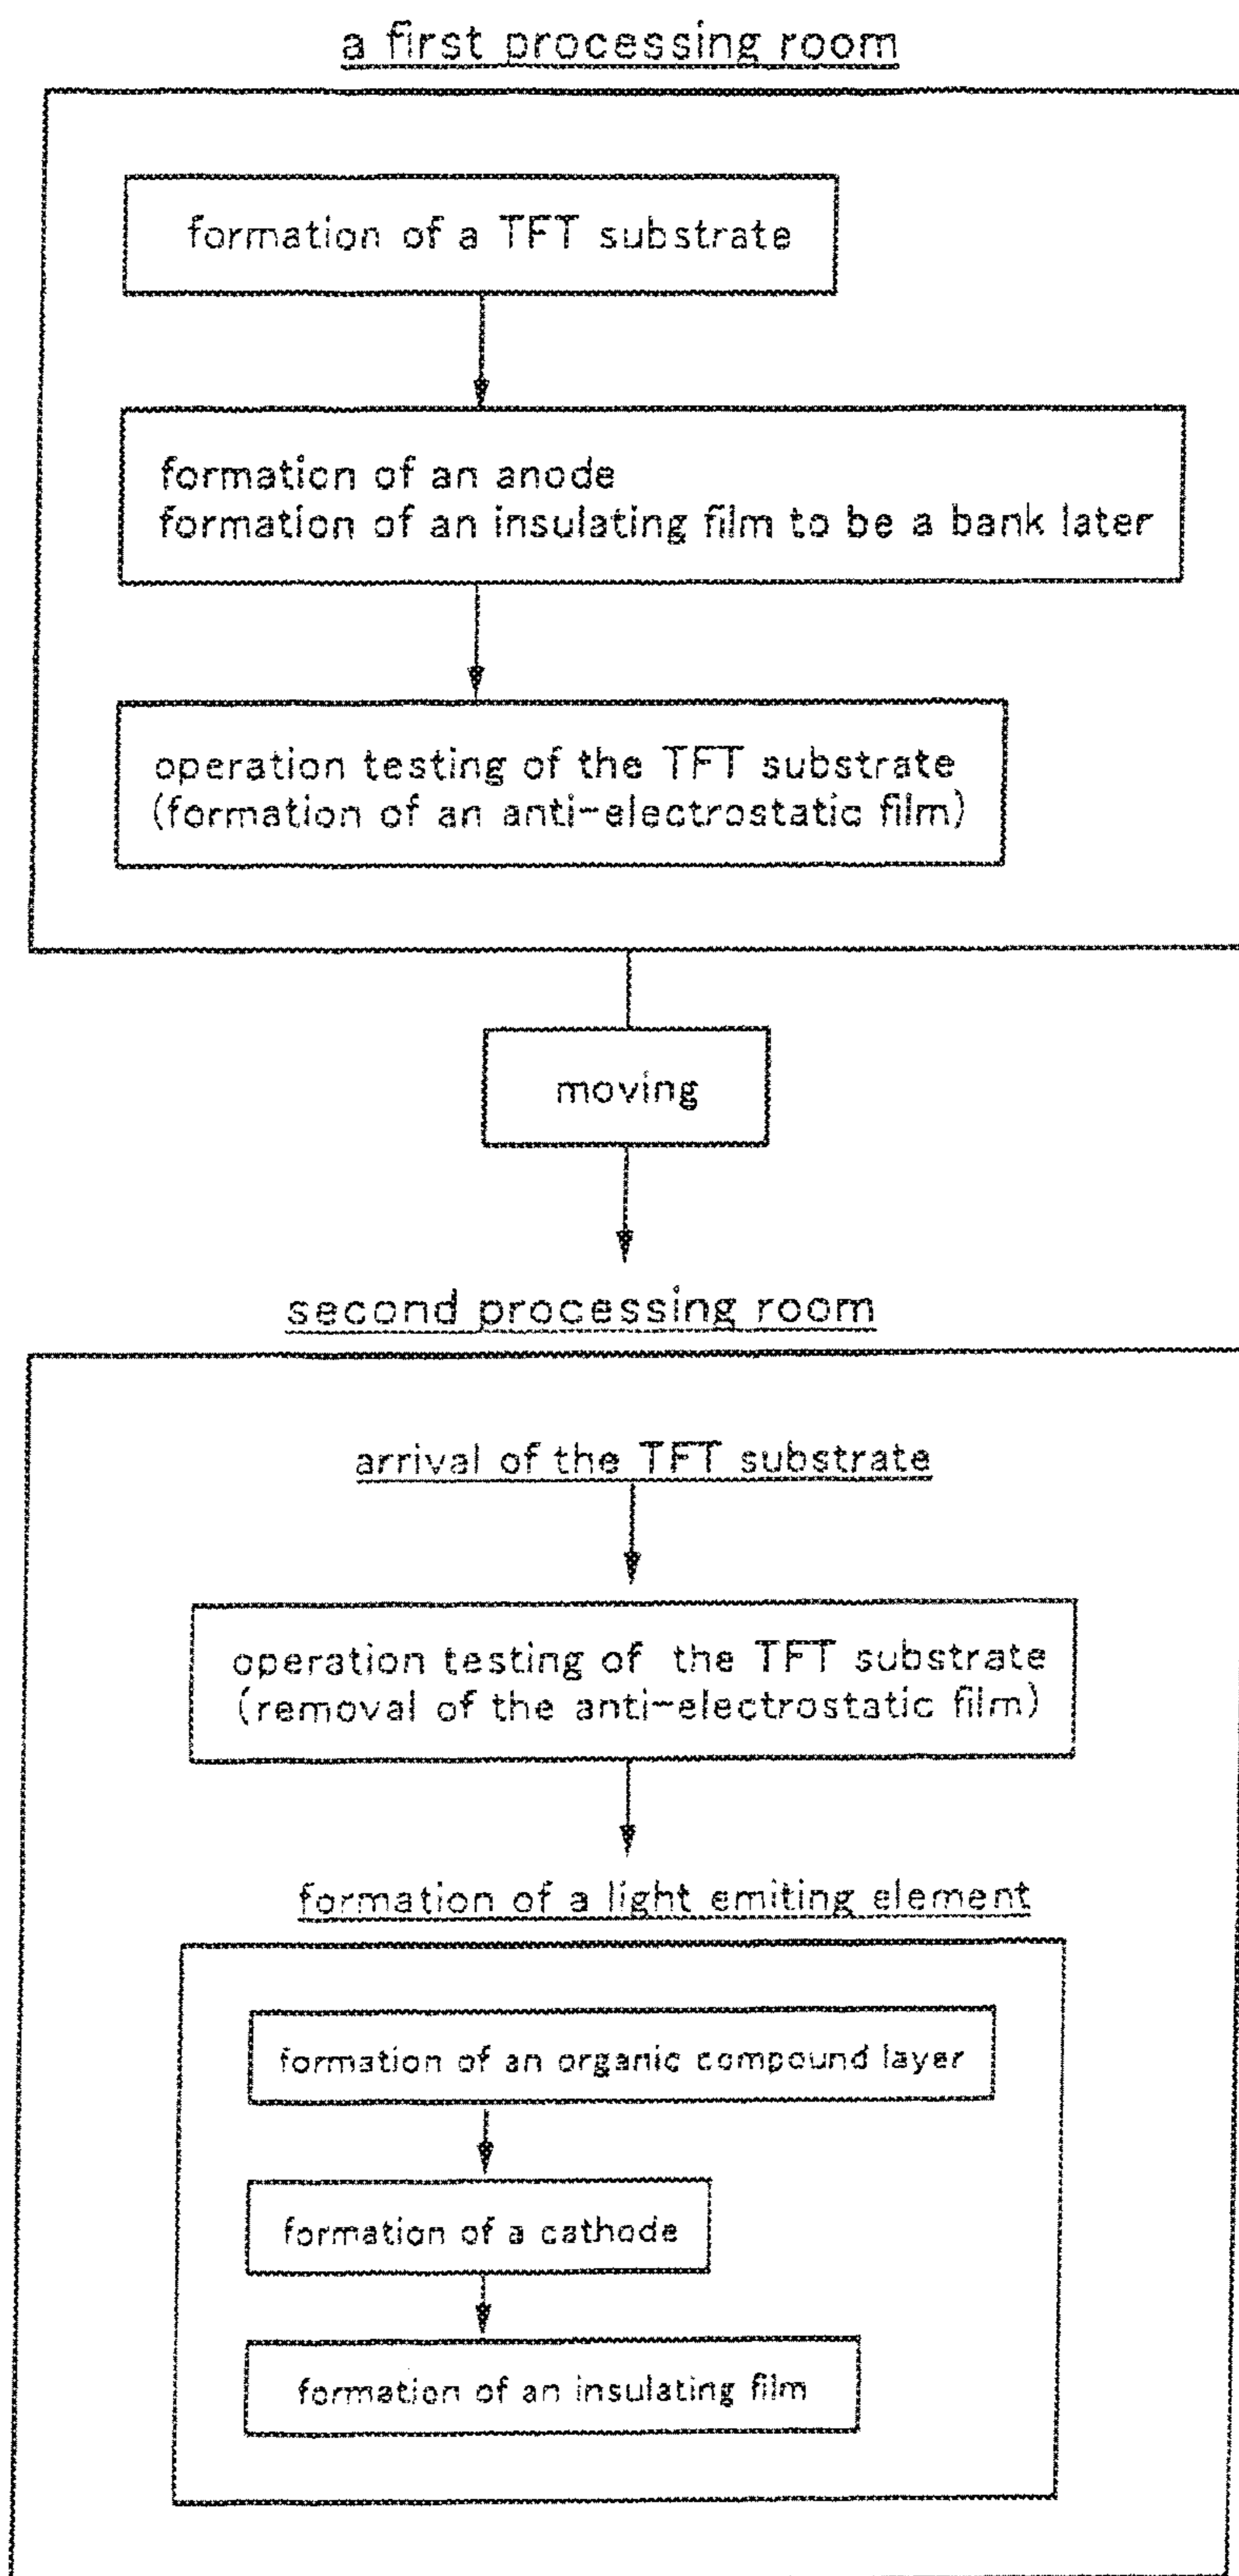 a first processing room
formation of a TFT substrate
formation of an anode
formation of an insulating film to be a bank later
operation testing of the TFT substrate
(formation of an anti-electrostatic film)
moving
second processing room
arrival of the TFT substrate
operation testing of the TFT substrate
(removal of the anti-electrostatic film)
formation of a light emiting element
formation of an organic compound layer
formation of a cathode
formation of an insulating film